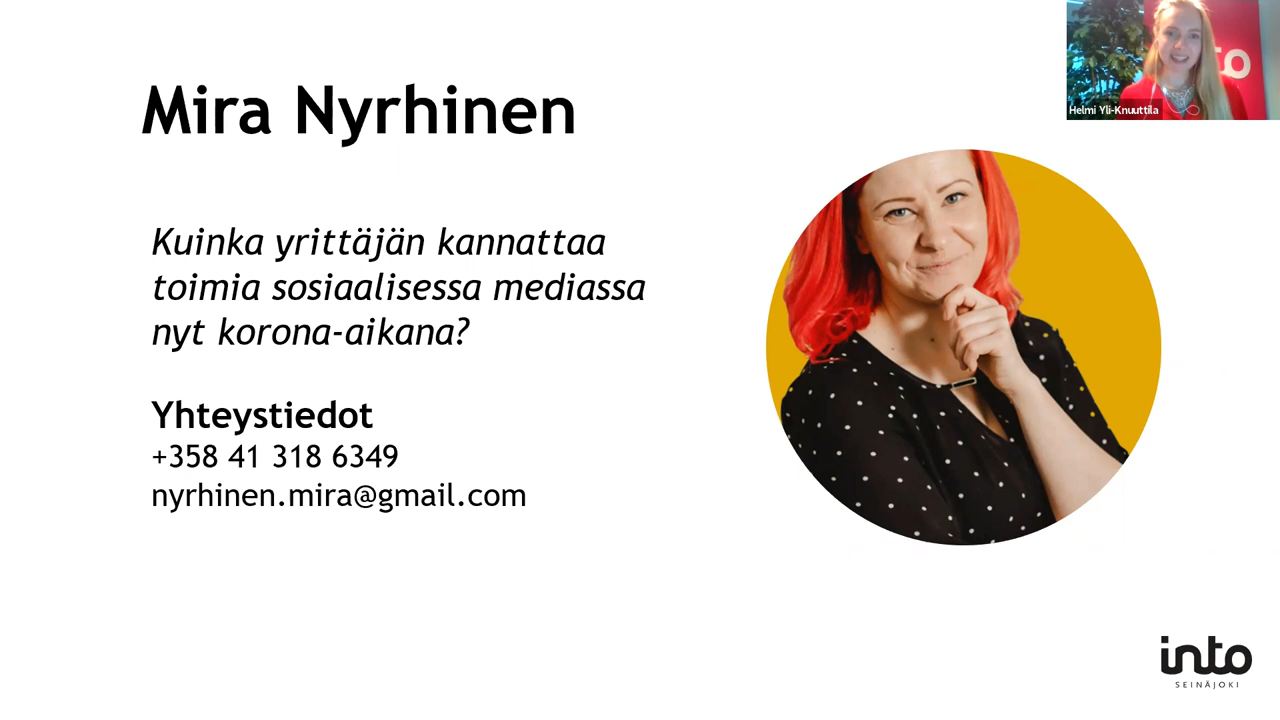 Mira Nyrhinen
Kuinka yrittäjän kannattaa
toimia sosiaalisessa mediassa
nyt korona-aikana?
Yhteystiedot
+358 41 318 6349
nyrhinen.mira@gmail.com
to
Helmi Yli-Knuuttila
into
SEINÄJOKI